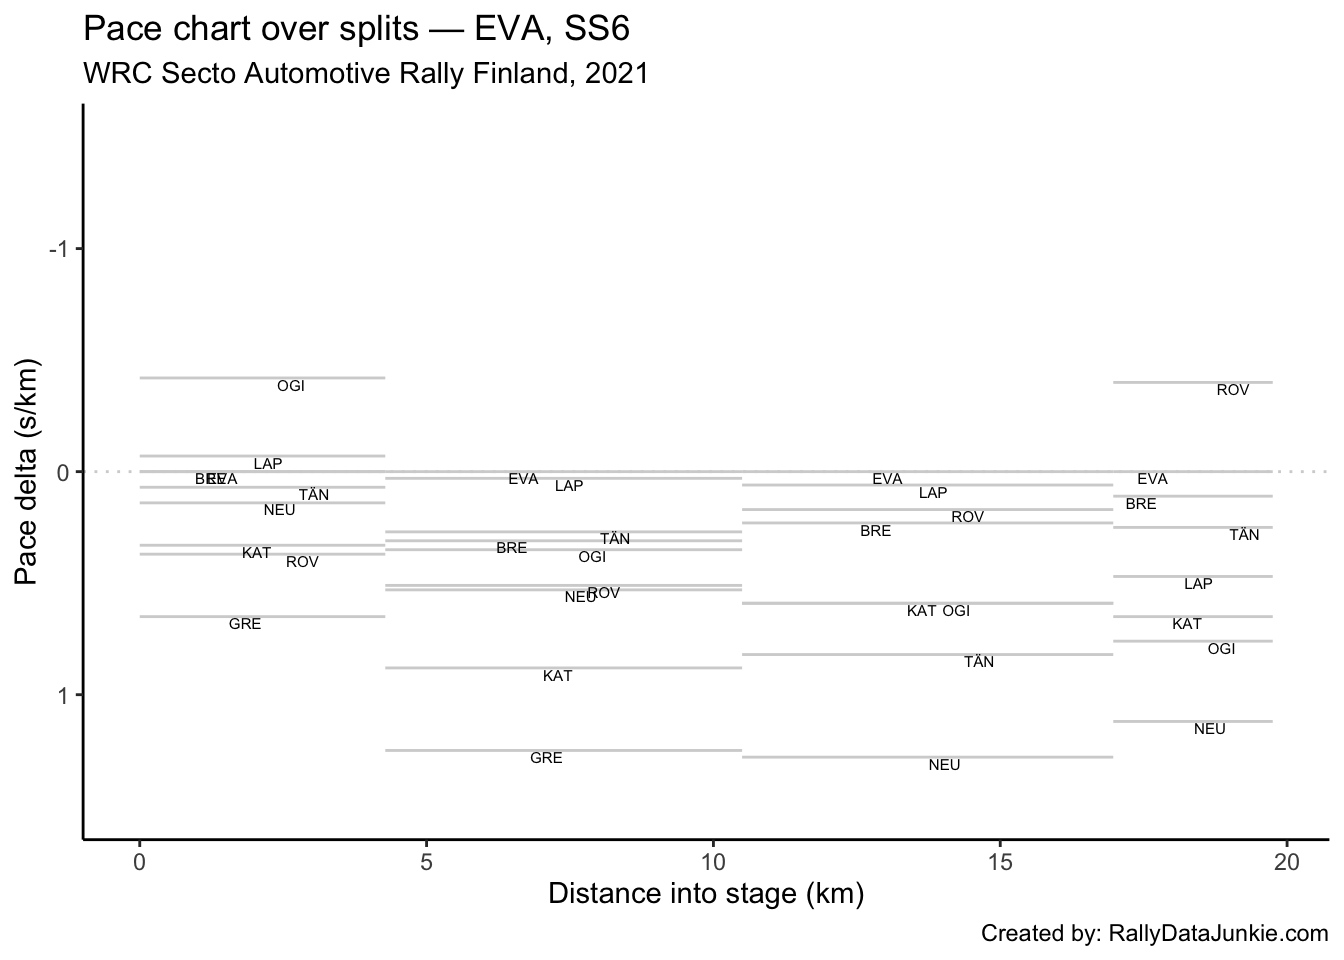 Pace chart over splits — EVA, SS6
WRC Secto Automotive Rally Finland, 2021
Pace delta (s/km)
-1
0
1
OGI
ROV
LAP
BRE EVA
TÄN
NEU
KAT
ROV
GRE
EVA
LAP
TÄN
BRE
OGI
ROV
NEU
KAT
GRE
EVA
LAP
ROV
BRE
KAT OGI
TÄN
NEU
EVA
BRE
TÄN
LAP
KAT
OGI
NEU
0 5 10 15 20
Distance into stage (km)
Created by: RallyDataJunkie.com